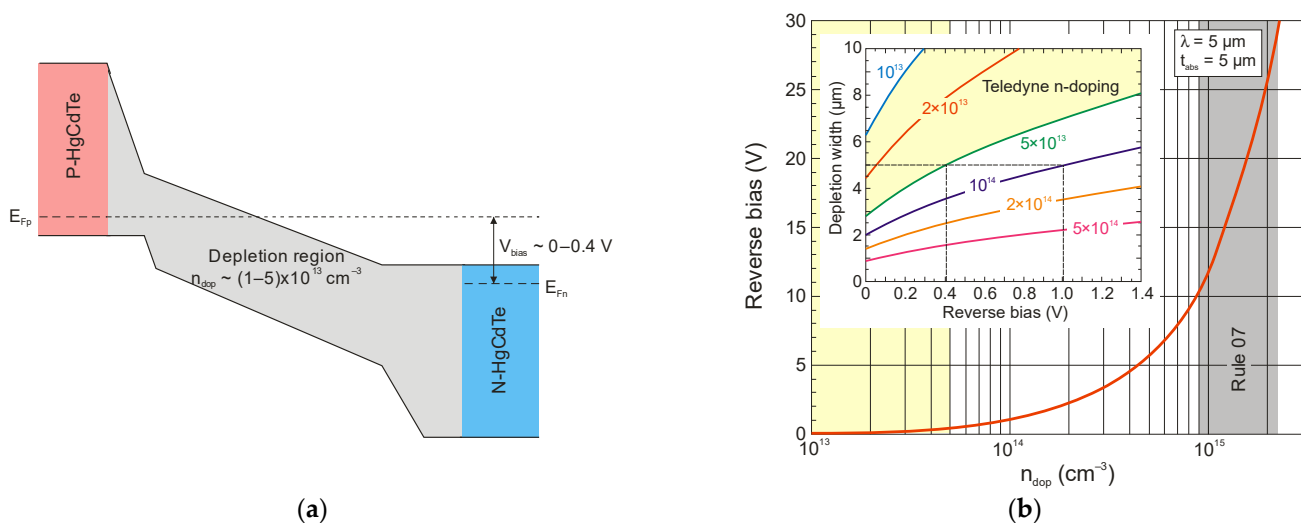 P-HgCdTe
E_Fp
Depletion region
n_dop ~ (1–5)x10^13 cm^−3
V_bias ~ 0–0.4 V
E_Fn
N-HgCdTe
(a)
Reverse bias (V)
30
25
20
15
10
5
0
10^13
10^14
10^15
n_dop (cm^−3)
λ = 5 µm
t_abs = 5 µm
Rule 07
Depletion width (µm)
10
8
6
4
2
0
0
0.2
0.4
0.6
0.8
1.0
1.2
1.4
Reverse bias (V)
Teledyne n-doping
10^13
2×10^13
5×10^13
10^14
2×10^14
5×10^14
(b)